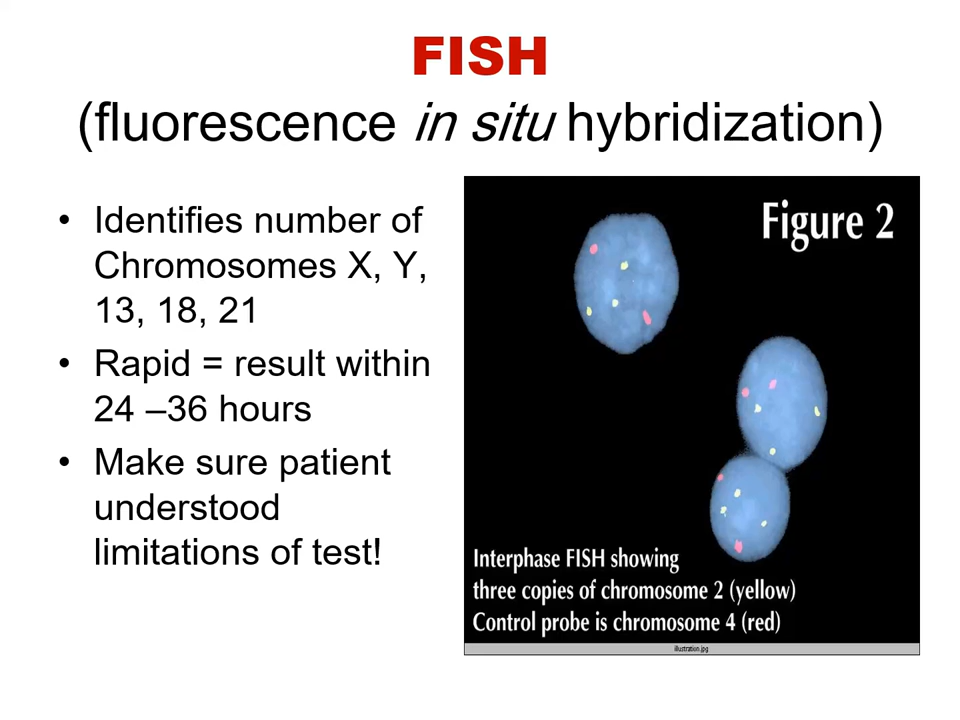 FISH
(fluorescence in situ hybridization)
• Identifies number of
Chromosomes X, Y,
13, 18, 21
• Rapid = result within
24 –36 hours
• Make sure patient
understood
limitations of test!
Figure 2
Interphase FISH showing
three copies of chromosome 2 (yellow)
Control probe is chromosome 4 (red)
illustration.jpg